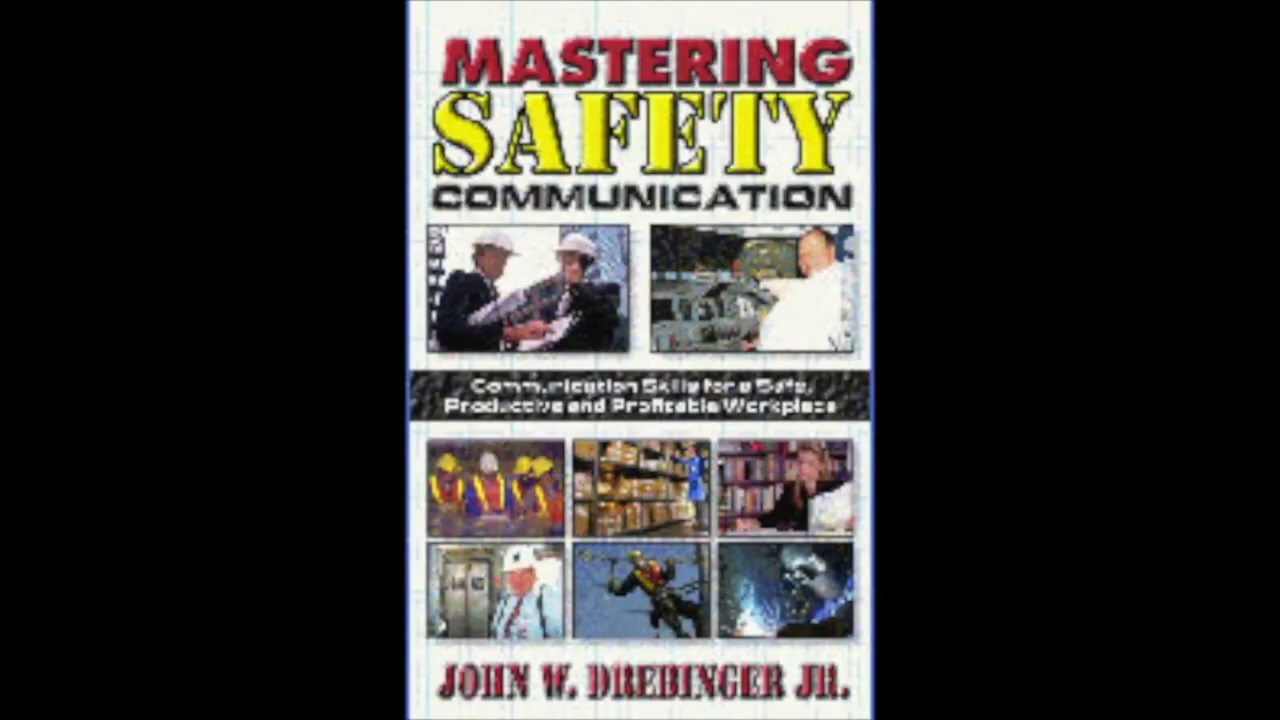 MASTERING
SAFETY
COMMUNICATION
Communication Skills for a Safe,
Productive and Profitable Workplace
JOHN W. DREBINGER JR.